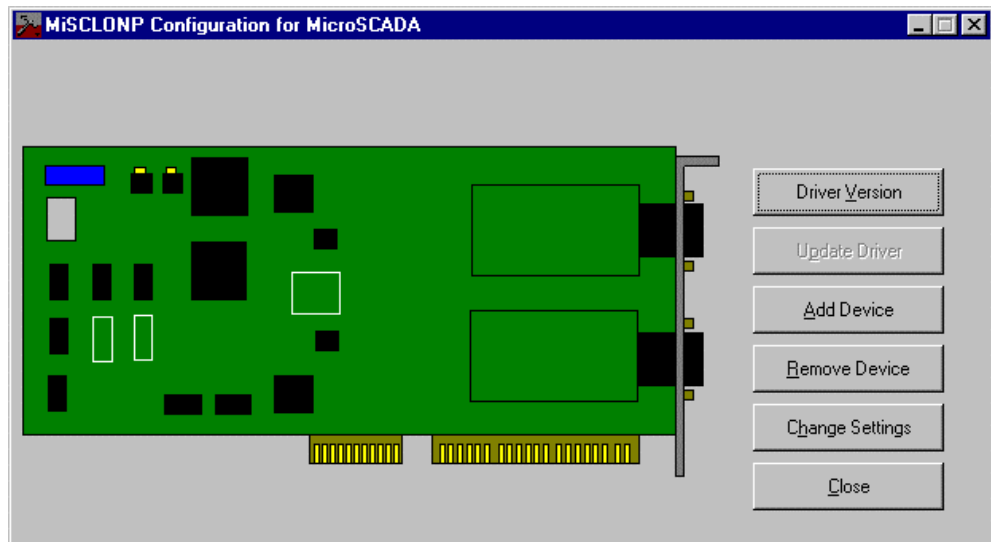 MiSCLONP Configuration for MicroSCADA
Driver Version
Update Driver
Add Device
Remove Device
Change Settings
Close